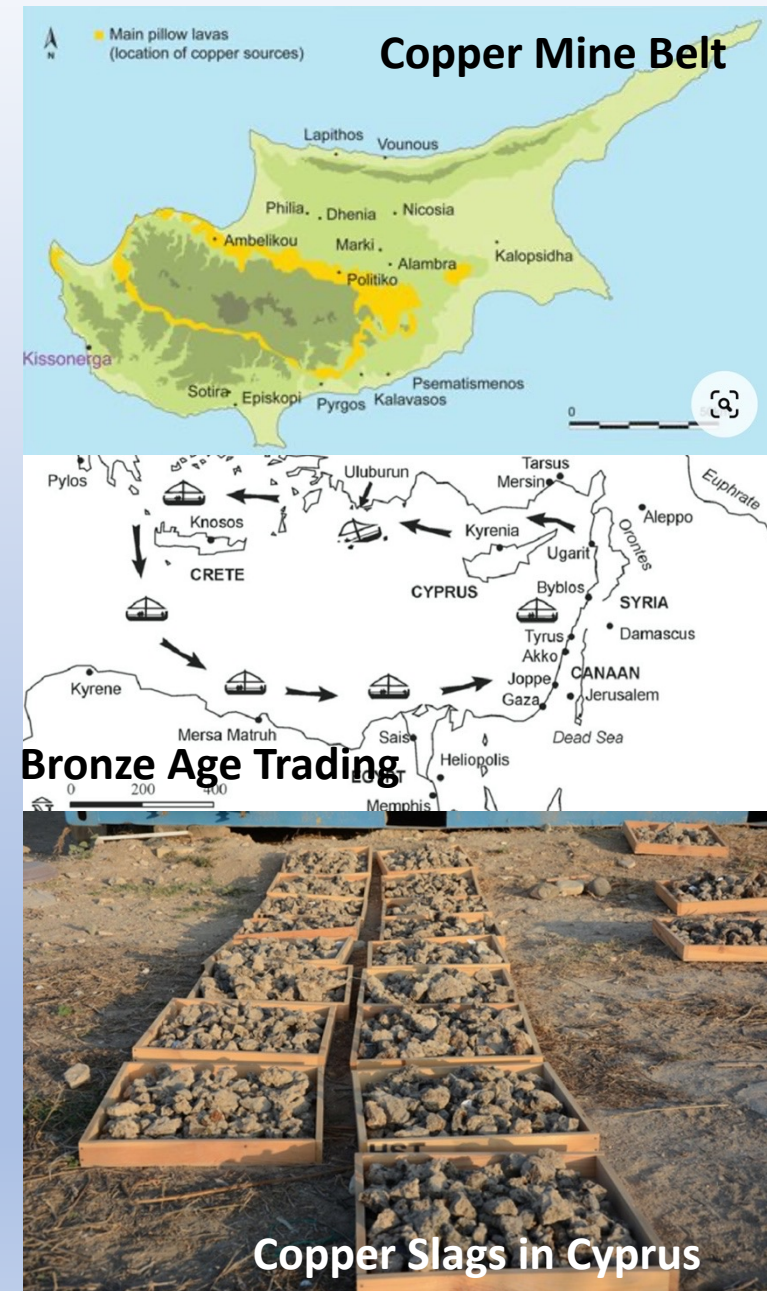 Main pillow lavas
(location of copper sources)
Copper Mine Belt
N
Lapithos
Vounous
Philia
Dhenia
Nicosia
Ambelikou
Marki
Alambra
Kalopsidha
Politiko
Kissonerga
Sotira
Episkopi
Pyrgos
Kalavasos
Psematismenos
0
Pylos
Uluburun
Tarsus
Mersin
Euphrate
Knosos
Kyrenia
Aleppo
Ugarit
Orontes
CRETE
CYPRUS
Byblos
SYRIA
Tyrus
Damascus
Akko
Kyrene
Joppe
CANAAN
Gaza
Jerusalem
Mersa Matruh
Sais
Dead Sea
Bronze Age Trading
EGYPT
Heliopolis
0
200
400
Memphis
Copper Slags in Cyprus